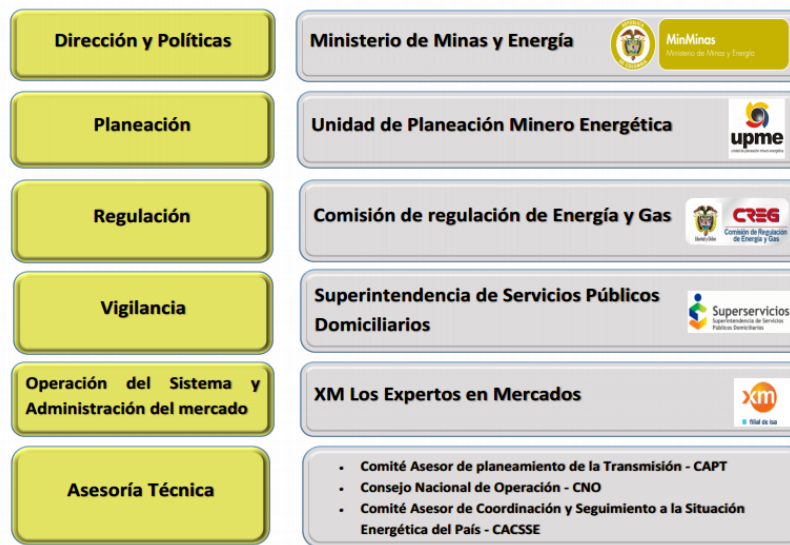 Dirección y Políticas
Ministerio de Minas y Energía
MinMinas
Ministerio de Minas y Energía
Planeación
Unidad de Planeación Minero Energética
upme
Regulación
Comisión de regulación de Energía y Gas
CREG
Comisión de Regulación
de Energía y Gas
Vigilancia
Superintendencia de Servicios Públicos
Domiciliarios
Superservicios
Superintendencia de Servicios
Públicos Domiciliarios
Operación del Sistema y
Administración del mercado
XM Los Expertos en Mercados
xm
filial de isa
Asesoría Técnica
• Comité Asesor de planeamiento de la Transmisión - CAPT
• Consejo Nacional de Operación - CNO
• Comité Asesor de Coordinación y Seguimiento a la Situación
Energética del País - CACSSE